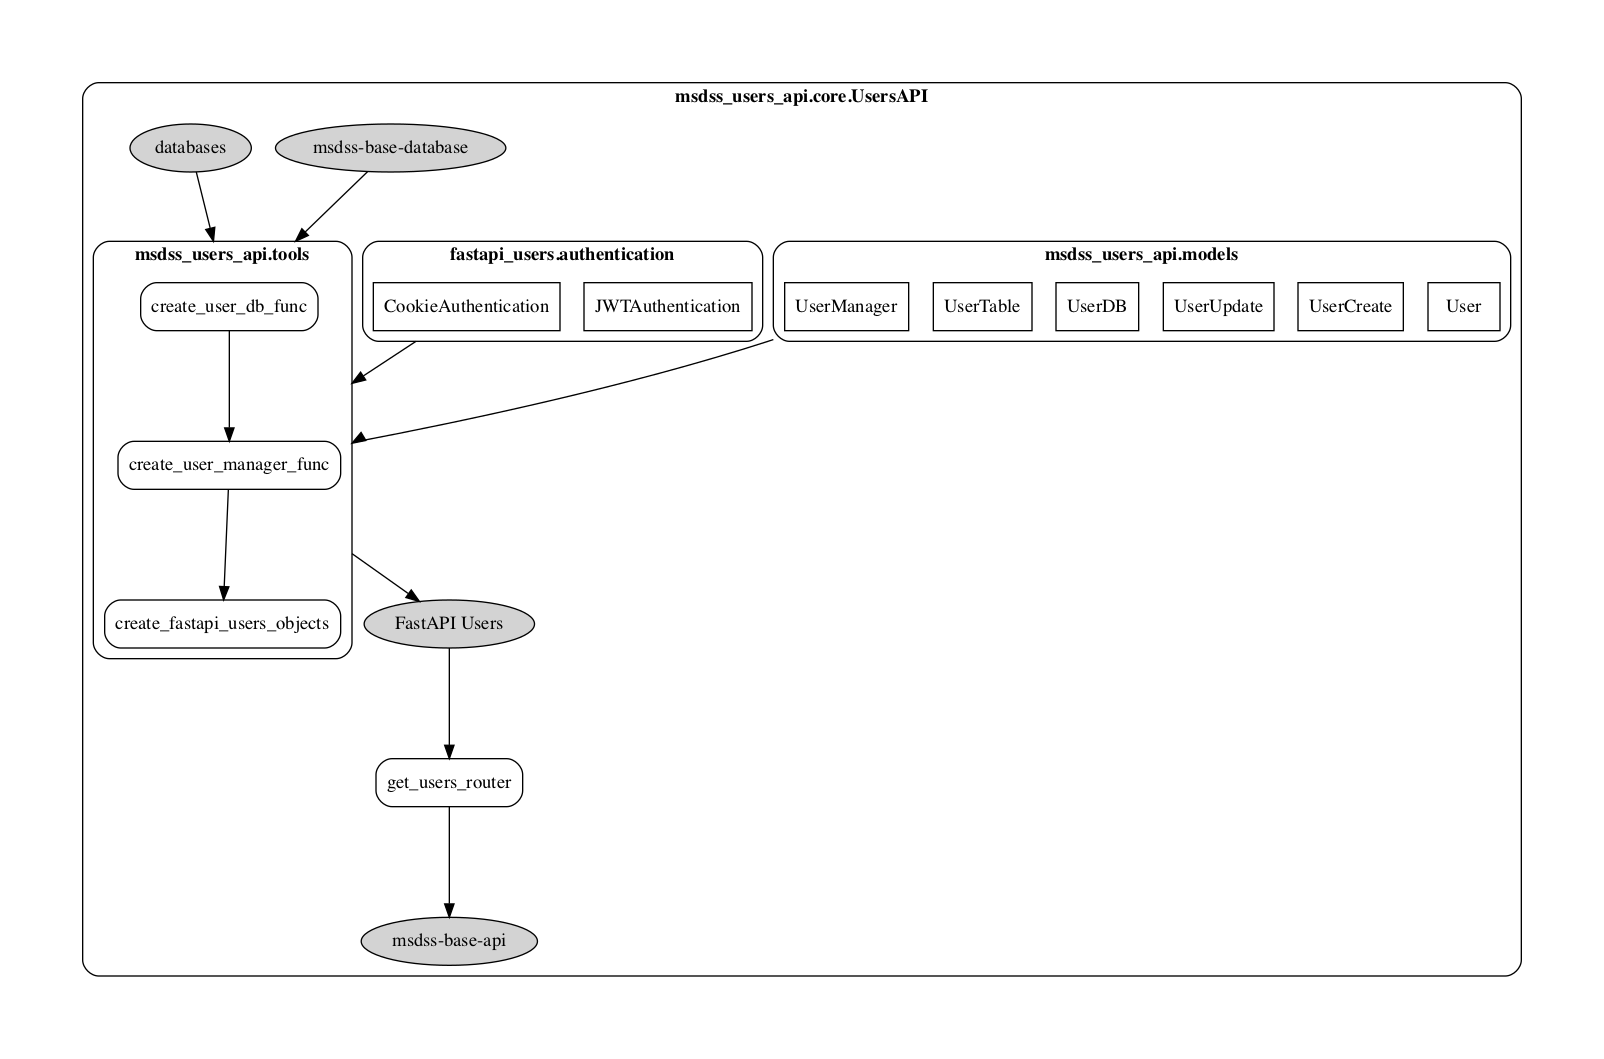 msdss_users_api.core.UsersAPI
databases
msdss-base-database
msdss_users_api.tools
fastapi_users.authentication
msdss_users_api.models
create_user_db_func
CookieAuthentication
JWTAuthentication
UserManager
UserTable
UserDB
UserUpdate
UserCreate
User
create_user_manager_func
create_fastapi_users_objects
FastAPI Users
get_users_router
msdss-base-api